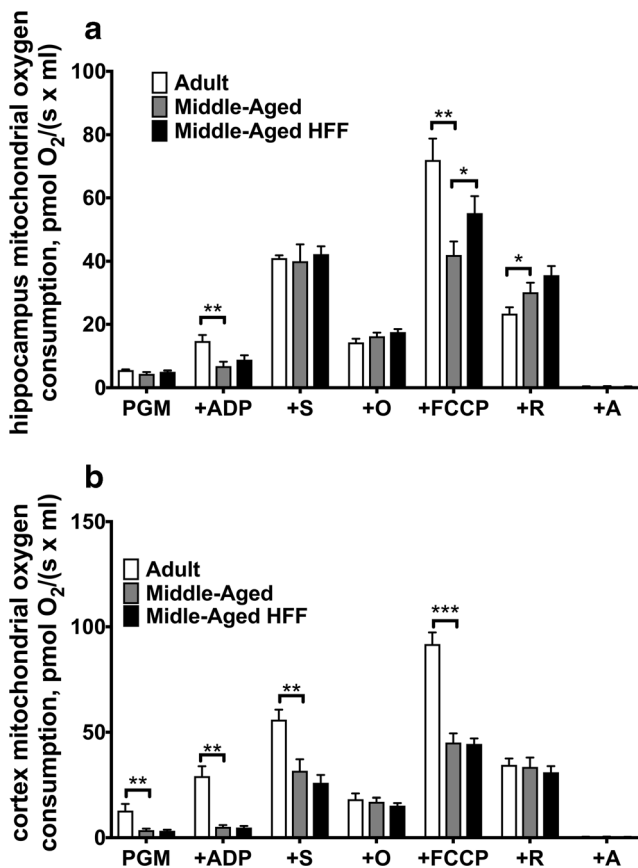 a
hippocampus mitochondrial oxygen
consumption, pmol O₂/(s x ml)
100
80
60
40
20
0
Adult
Middle-Aged
Middle-Aged HFF
**
**
*
*
PGM +ADP +S +O +FCCP +R +A
b
cortex mitochondrial oxygen
consumption, pmol O₂/(s x ml)
150
100
50
0
Adult
Middle-Aged
Midle-Aged HFF
**
**
**
***
PGM +ADP +S +O +FCCP +R +A